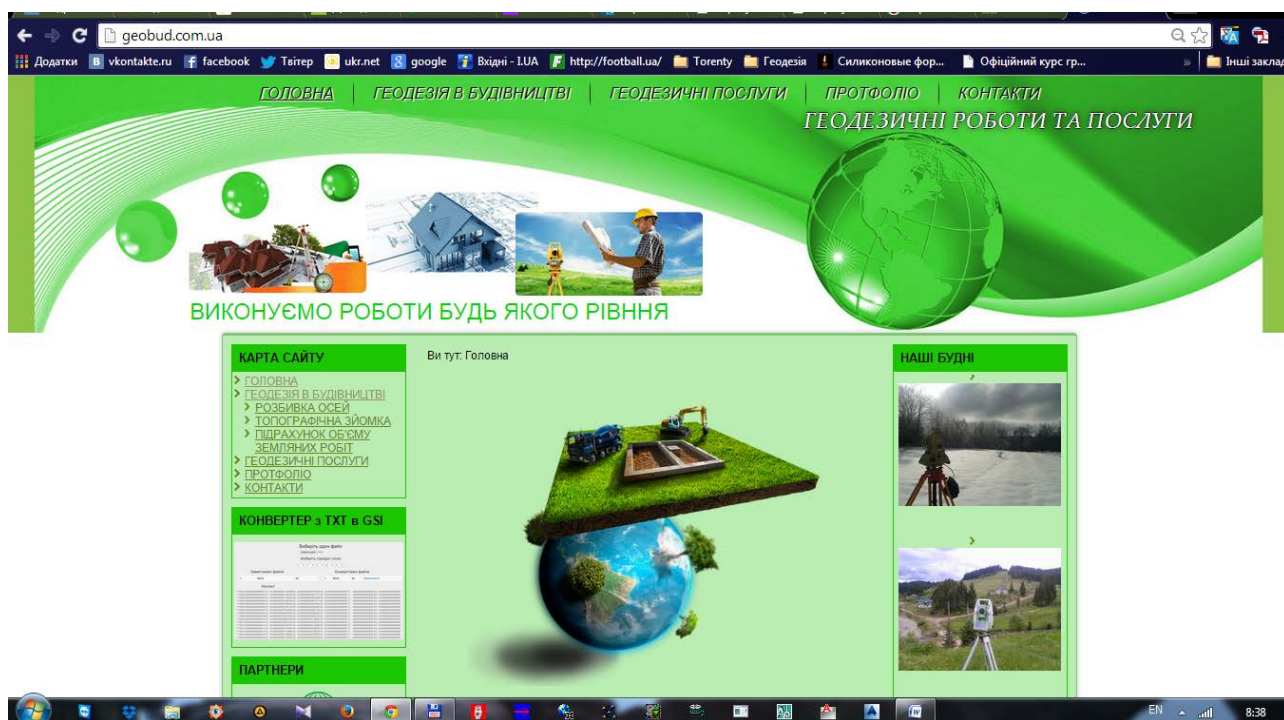 geobud.com.ua
Додатки vkontakte.ru facebook Твітер ukr.net google Вхідні - I.UA http://football.ua/ Torenty Геодезія Силиконовые фор... Офіційний курс гр... » Інші заклад
ГОЛОВНА ГЕОДЕЗІЯ В БУДІВНИЦТВІ ГЕОДЕЗИЧНІ ПОСЛУГИ ПРОТФОЛІО КОНТАКТИ
ГЕОДЕЗИЧНІ РОБОТИ ТА ПОСЛУГИ
ВИКОНУЄМО РОБОТИ БУДЬ ЯКОГО РІВННЯ
КАРТА САЙТУ
ГОЛОВНА
ГЕОДЕЗІЯ В БУДІВНИЦТВІ
РОЗБИВКА ОСЕЙ
ТОПОГРАФІЧНА ЗЙОМКА
ПІДРАХУНОК ОБ'ЄМУ
ЗЕМЛЯНИХ РОБІТ
ГЕОДЕЗИЧНІ ПОСЛУГИ
ПРОТФОЛІО
КОНТАКТИ
КОНВЕРТЕР з TXT в GSI
ПАРТНЕРИ
Ви тут: Головна
НАШІ БУДНІ
EN 8:38